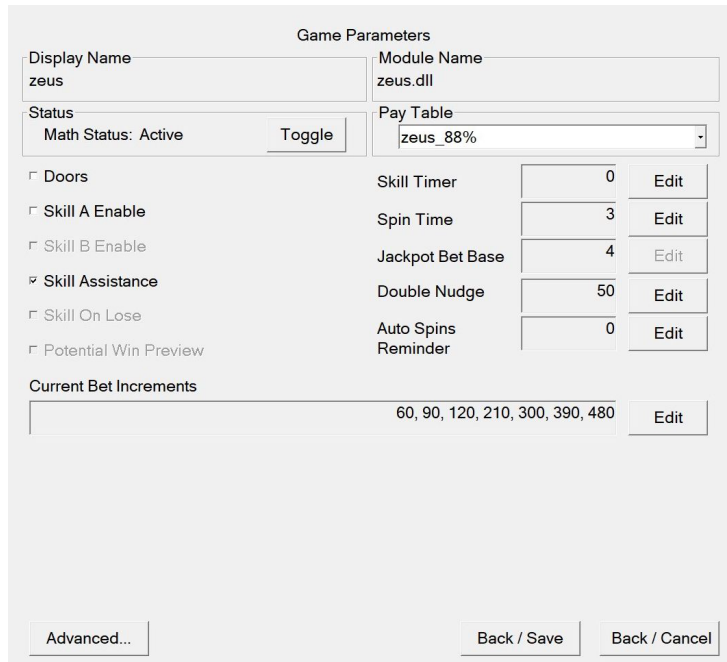 Game Parameters
Display Name
zeus
Module Name
zeus.dll
Status
Math Status: Active
Toggle
Pay Table
zeus_88%
Doors
Skill A Enable
Skill B Enable
Skill Assistance
Skill On Lose
Potential Win Preview
Skill Timer 0 Edit
Spin Time 3 Edit
Jackpot Bet Base 4 Edit
Double Nudge 50 Edit
Auto Spins
Reminder
0 Edit
Current Bet Increments
60, 90, 120, 210, 300, 390, 480 Edit
Advanced...
Back / Save
Back / Cancel